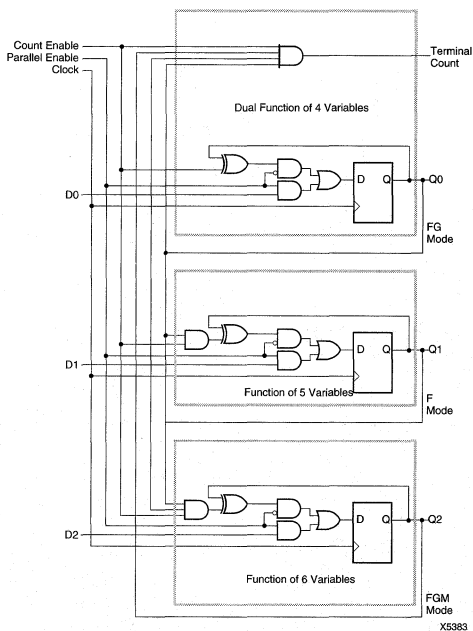 Count Enable
Parallel Enable
Clock
Terminal
Count
Dual Function of 4 Variables
D Q
Q0
D0
FG
Mode
D Q
Q1
D1
Function of 5 Variables
F
Mode
D Q
Q2
D2
Function of 6 Variables
FGM
Mode
X5383